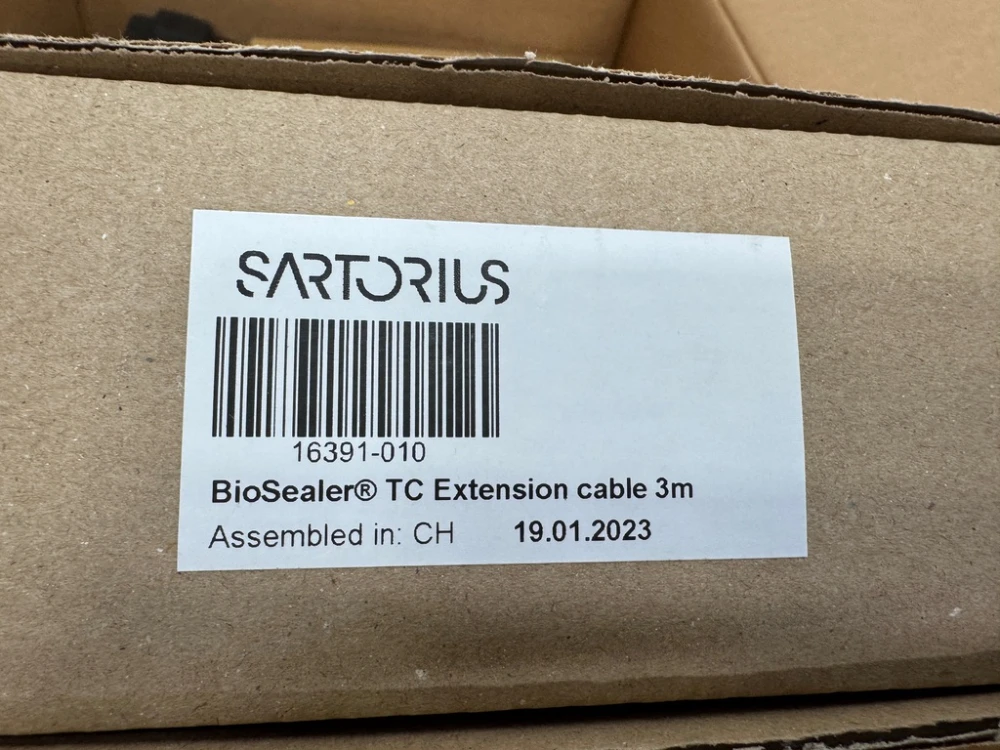 SARTORIUS
16391-010
BioSealer® TC Extension cable 3m
Assembled in: CH 19.01.2023